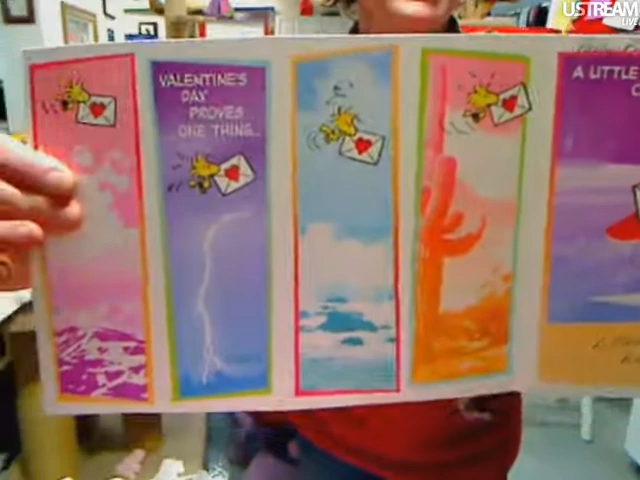 USTREAM
LIVE
VALENTINE'S
DAY
PROVES
ONE THING...
A LITTLE